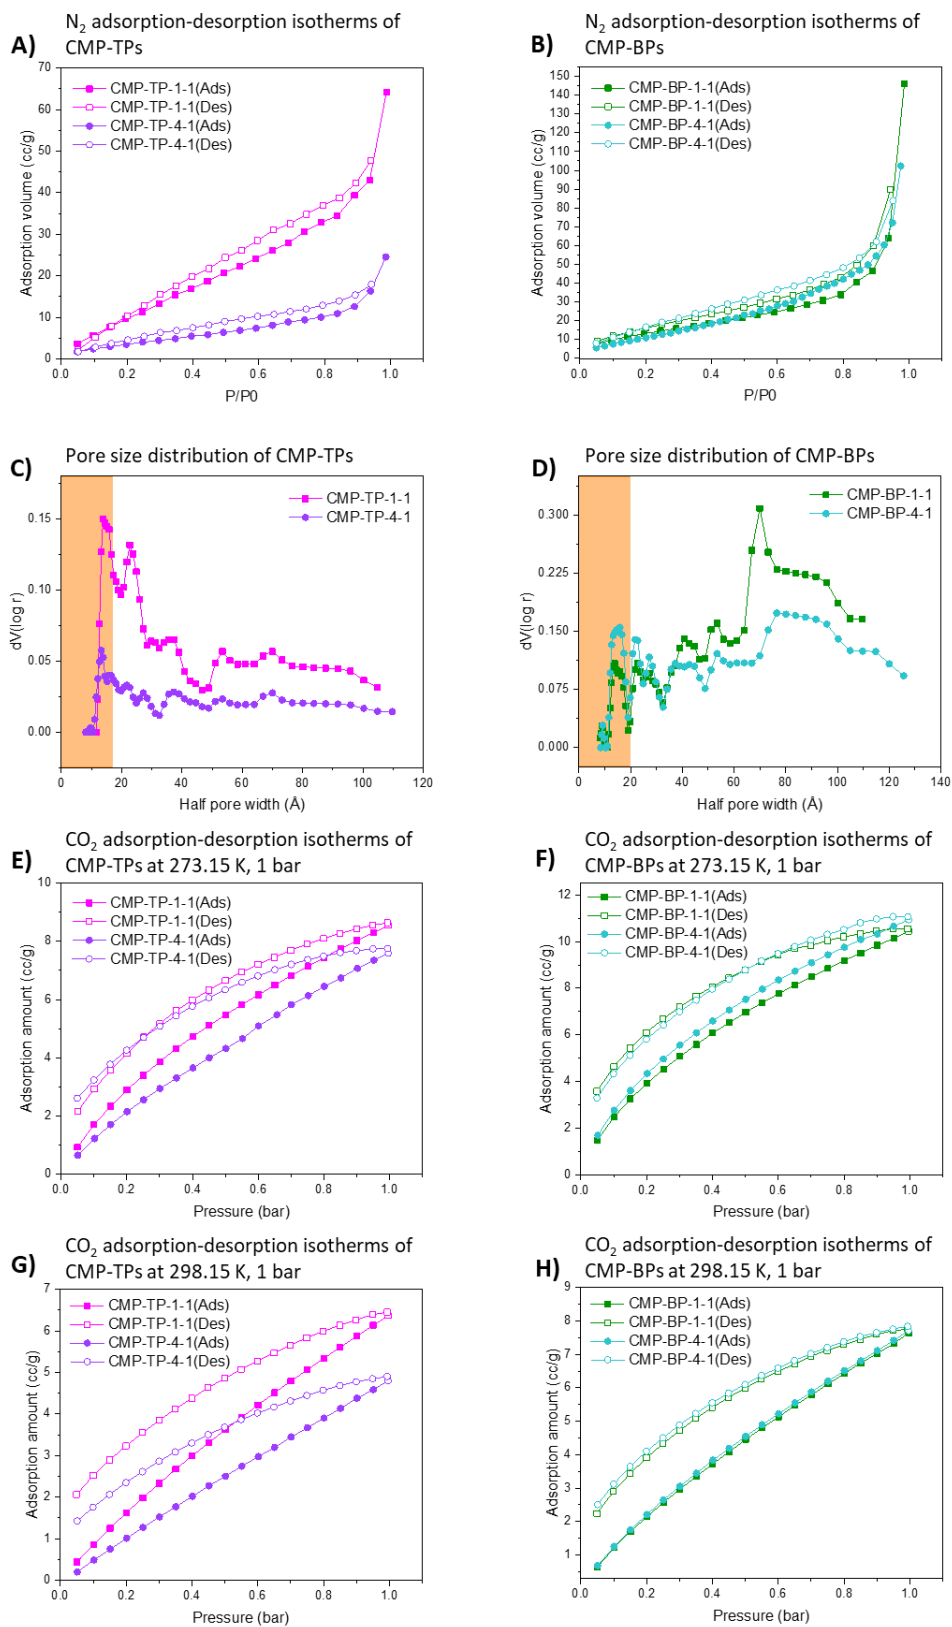 A)
N₂ adsorption-desorption isotherms of
CMP-TPs
Adsorption volume (cc/g)
70
60
50
40
30
20
10
0
CMP-TP-1-1(Ads)
CMP-TP-1-1(Des)
CMP-TP-4-1(Ads)
CMP-TP-4-1(Des)
0.0 0.2 0.4 0.6 0.8 1.0
P/P0
B)
N₂ adsorption-desorption isotherms of
CMP-BPs
Adsorption volume (cc/g)
150
140
130
120
110
100
90
80
70
60
50
40
30
20
10
0
CMP-BP-1-1(Ads)
CMP-BP-1-1(Des)
CMP-BP-4-1(Ads)
CMP-BP-4-1(Des)
0.0 0.2 0.4 0.6 0.8 1.0
P/P0
C)
Pore size distribution of CMP-TPs
dV(log r)
0.15
0.10
0.05
0.00
CMP-TP-1-1
CMP-TP-4-1
0 20 40 60 80 100 120
Half pore width (Å)
D)
Pore size distribution of CMP-BPs
dV(log r)
0.300
0.225
0.150
0.075
0.000
CMP-BP-1-1
CMP-BP-4-1
0 20 40 60 80 100 120 140
Half pore width (Å)
E)
CO₂ adsorption-desorption isotherms of
CMP-TPs at 273.15 K, 1 bar
Adsorption amount (cc/g)
10
8
6
4
2
0
CMP-TP-1-1(Ads)
CMP-TP-1-1(Des)
CMP-TP-4-1(Ads)
CMP-TP-4-1(Des)
0.0 0.2 0.4 0.6 0.8 1.0
Pressure (bar)
F)
CO₂ adsorption-desorption isotherms of
CMP-BPs at 273.15 K, 1 bar
Adsorption amount (cc/g)
12
10
8
6
4
2
0
CMP-BP-1-1(Ads)
CMP-BP-1-1(Des)
CMP-BP-4-1(Ads)
CMP-BP-4-1(Des)
0.0 0.2 0.4 0.6 0.8 1.0
Pressure (bar)
G)
CO₂ adsorption-desorption isotherms of
CMP-TPs at 298.15 K, 1 bar
Adsorption amount (cc/g)
7
6
5
4
3
2
1
0
CMP-TP-1-1(Ads)
CMP-TP-1-1(Des)
CMP-TP-4-1(Ads)
CMP-TP-4-1(Des)
0.0 0.2 0.4 0.6 0.8 1.0
Pressure (bar)
H)
CO₂ adsorption-desorption isotherms of
CMP-BPs at 298.15 K, 1 bar
Adsorption amount (cc/g)
9
8
7
6
5
4
3
2
1
CMP-BP-1-1(Ads)
CMP-BP-1-1(Des)
CMP-BP-4-1(Ads)
CMP-BP-4-1(Des)
0.0 0.2 0.4 0.6 0.8 1.0
Pressure (bar)